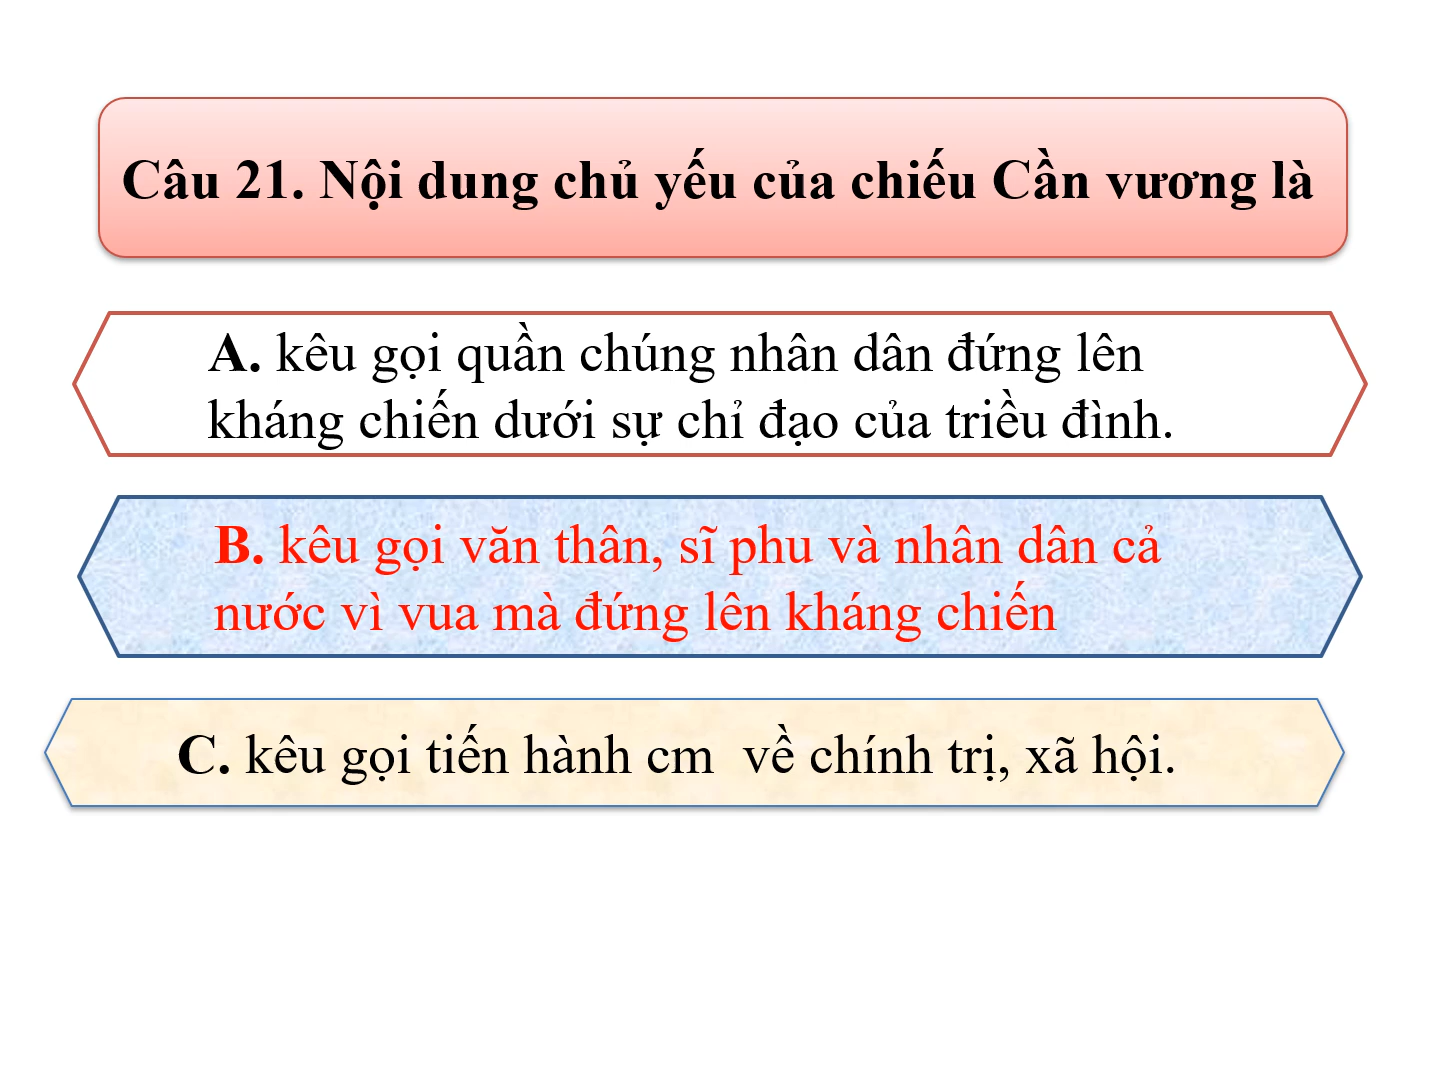 Câu 21. Nội dung chủ yếu của chiếu Cần vương là
A. kêu gọi quần chúng nhân dân đứng lên
kháng chiến dưới sự chỉ đạo của triều đình.
B. kêu gọi văn thân, sĩ phu và nhân dân cả
nước vì vua mà đứng lên kháng chiến
C. kêu gọi tiến hành cm  về chính trị, xã hội.